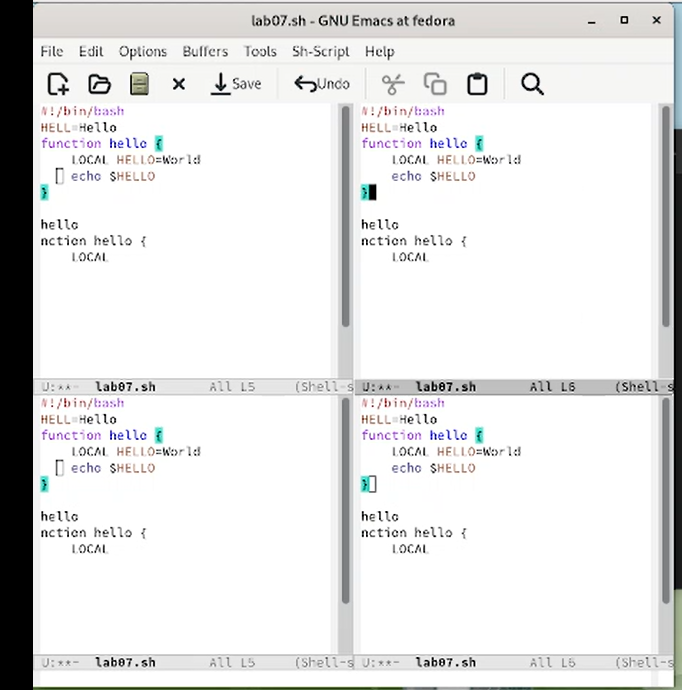 lab07.sh - GNU Emacs at fedora
File Edit Options Buffers Tools Sh-Script Help
Save Undo
#!/bin/bash
HELL=Hello
function hello {
    LOCAL HELLO=World
    echo $HELLO
}
hello
nction hello {
    LOCAL
U:**- lab07.sh All L5 (Shell-s
#!/bin/bash
HELL=Hello
function hello {
    LOCAL HELLO=World
    echo $HELLO
}
hello
nction hello {
    LOCAL
U:**- lab07.sh All L6 (Shell-s
#!/bin/bash
HELL=Hello
function hello {
    LOCAL HELLO=World
    echo $HELLO
}
hello
nction hello {
    LOCAL
U:**- lab07.sh All L5 (Shell-s
#!/bin/bash
HELL=Hello
function hello {
    LOCAL HELLO=World
    echo $HELLO
}
hello
nction hello {
    LOCAL
U:**- lab07.sh All L6 (Shell-s